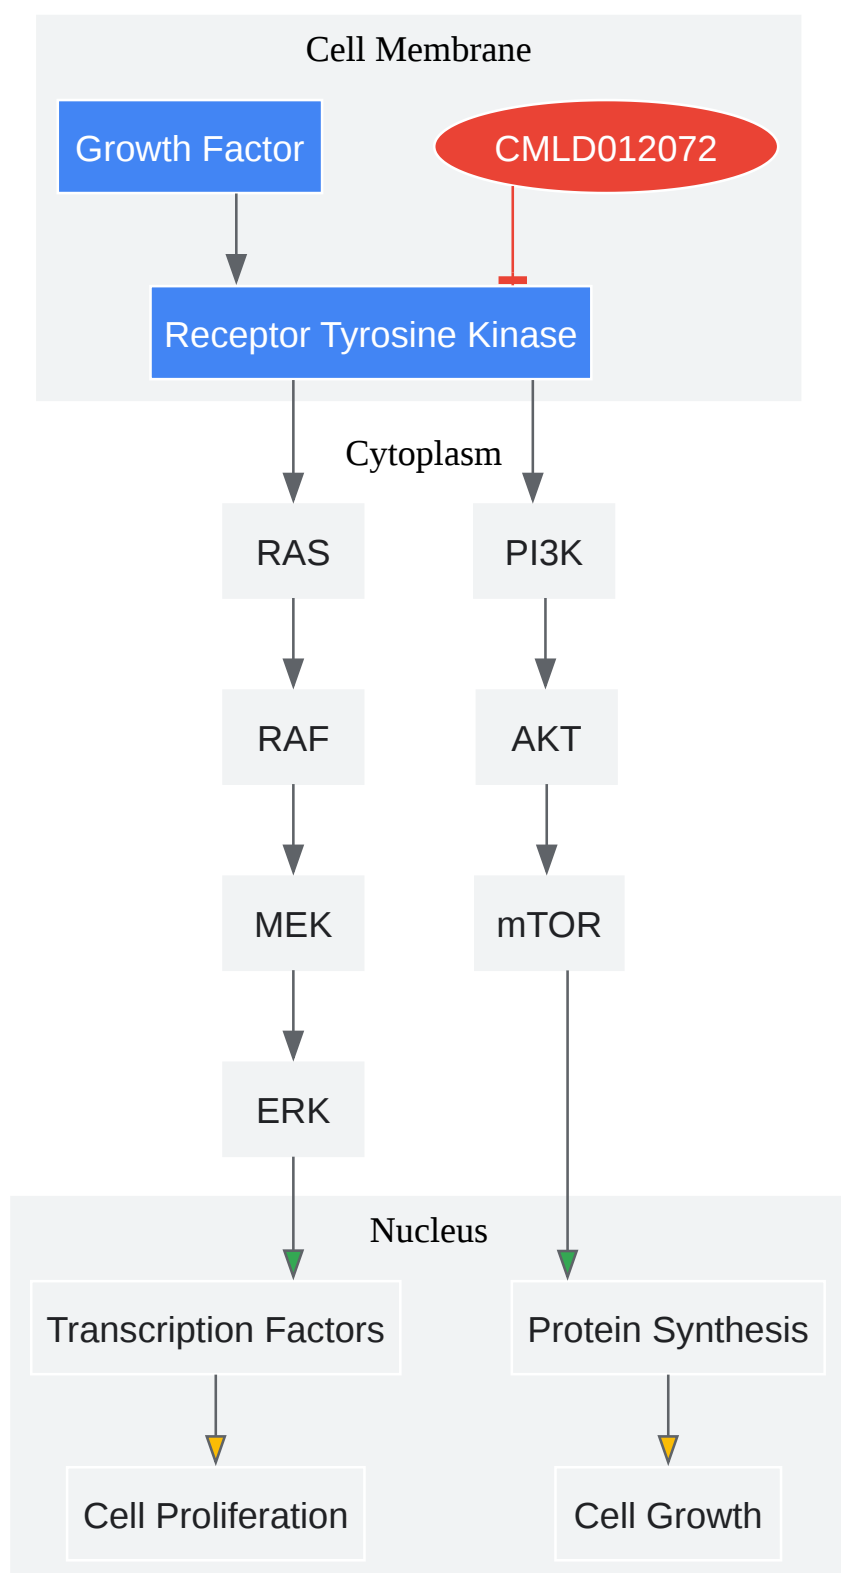 Cell Membrane
Growth Factor
CMLD012072
Receptor Tyrosine Kinase
Cytoplasm
RAS
PI3K
RAF
AKT
MEK
mTOR
ERK
Nucleus
Transcription Factors
Protein Synthesis
Cell Proliferation
Cell Growth